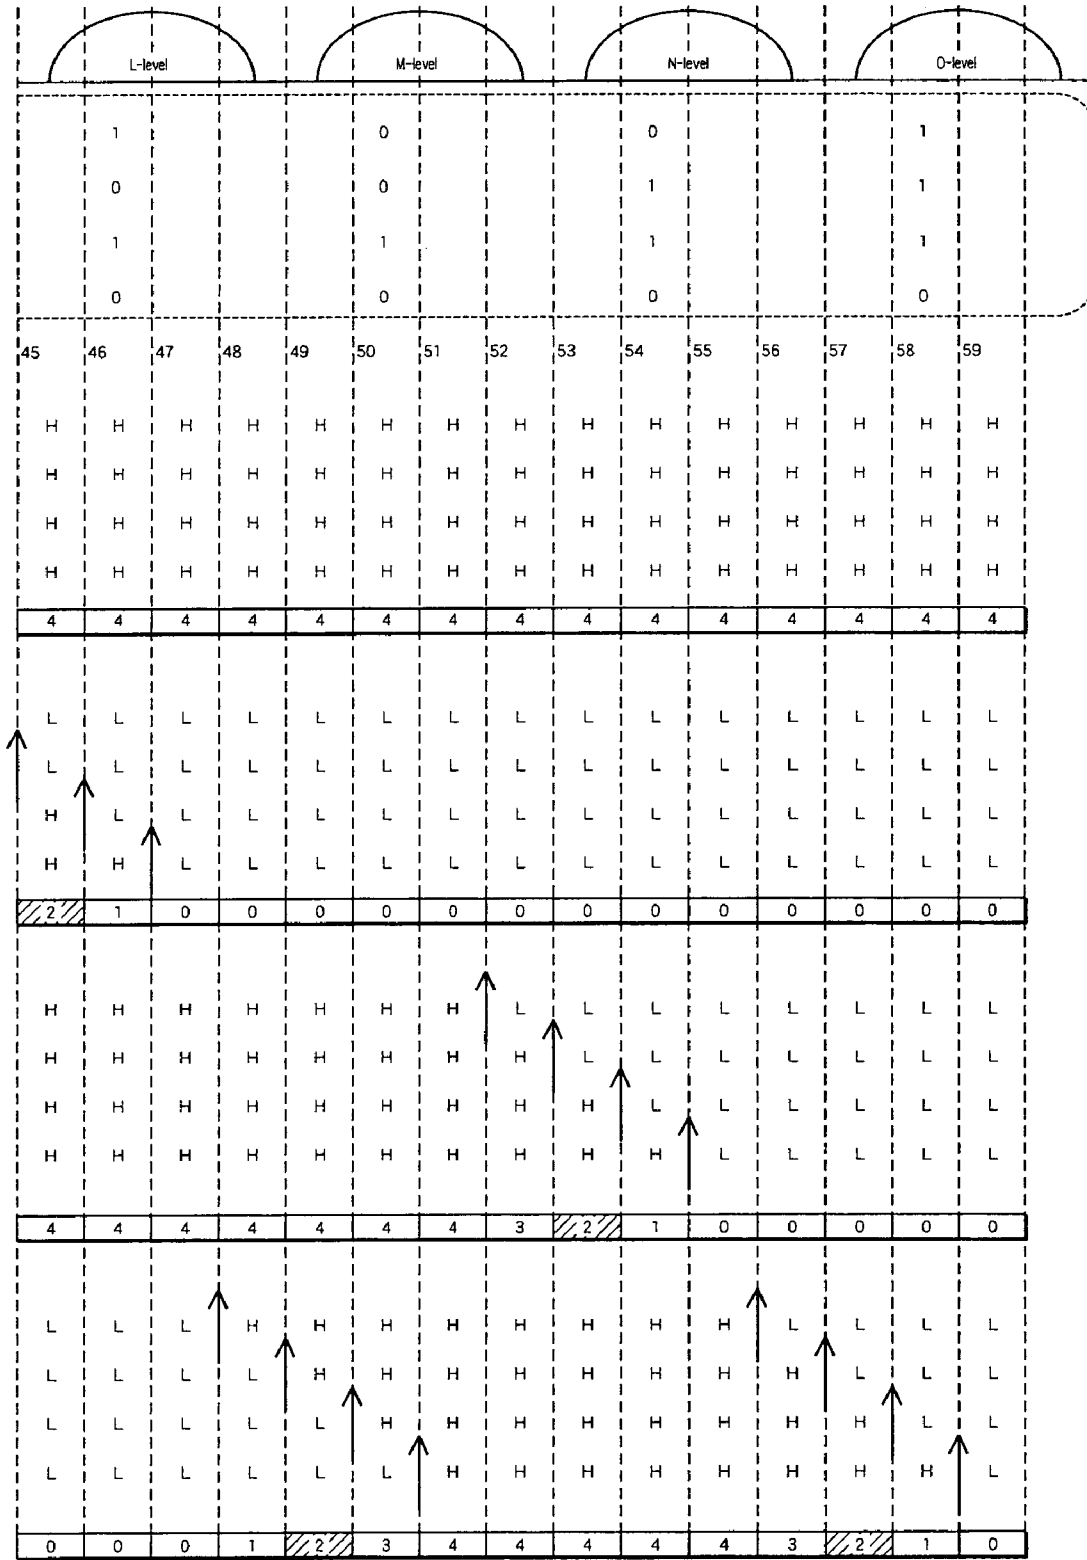 L-level M-level N-level O-level
1 0 0 1
0 0 1 1
1 1 1 1
0 0 0 0
45 46 47 48 49 50 51 52 53 54 55 56 57 58 59
H H H H H H H H H H H H H H H
H H H H H H H H H H H H H H H
H H H H H H H H H H H H H H H
H H H H H H H H H H H H H H H
4 4 4 4 4 4 4 4 4 4 4 4 4 4 4
L L L L L L L L L L L L L L L
L L L L L L L L L L L L L L L
H L L L L L L L L L L L L L L
H H L L L L L L L L L L L L L
2 1 0 0 0 0 0 0 0 0 0 0 0 0 0
H H H H H H H L L L L L L L L
H H H H H H H H L L L L L L L
H H H H H H H H H L L L L L L
H H H H H H H H H H L L L L L
4 4 4 4 4 4 4 3 2 1 0 0 0 0 0
L L L H H H H H H H H L L L L
L L L L H H H H H H H H L L L
L L L L L H H H H H H H H L L
L L L L L L H H H H H H H H L
0 0 0 1 2 3 4 4 4 4 4 3 2 1 0